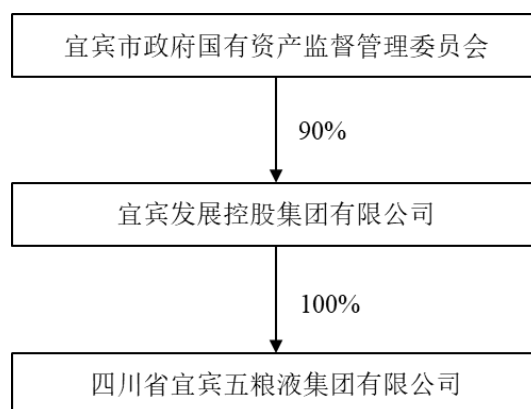 宜宾市政府国有资产监督管理委员会
90%
宜宾发展控股集团有限公司
100%
四川省宜宾五粮液集团有限公司